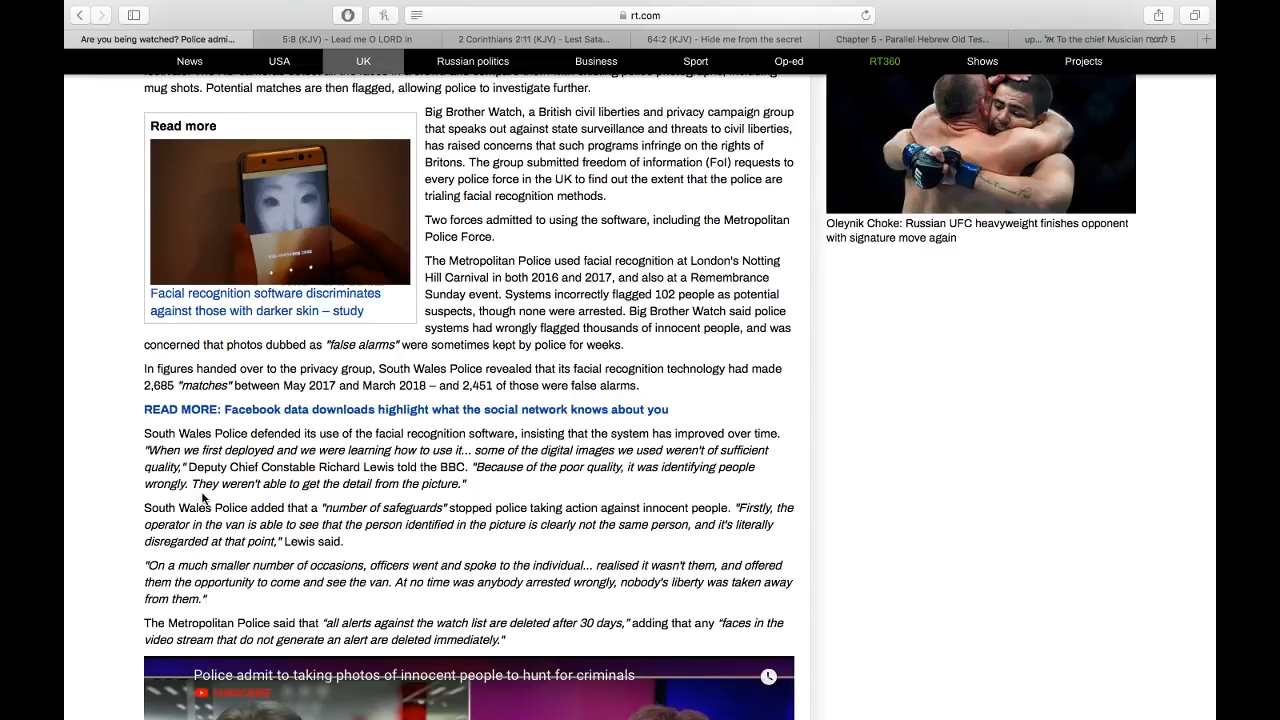 rt.com
Are you being watched? Police admi...
5:8 (KJV) - Lead me O LORD in
2 Corinthians 2:11 (KJV) - Lest Sata...
64:2 (KJV) - Hide me from the secret
Chapter 5 - Parallel Hebrew Old Tes...
up... אל To the chief Musician למנצח 5
News
USA
UK
Russian politics
Business
Sport
Op-ed
RT360
Shows
Projects
mug shots. Potential matches are then flagged, allowing police to investigate further.
Read more
Facial recognition software discriminates
against those with darker skin – study
Big Brother Watch, a British civil liberties and privacy campaign group
that speaks out against state surveillance and threats to civil liberties,
has raised concerns that such programs infringe on the rights of
Britons. The group submitted freedom of information (FoI) requests to
every police force in the UK to find out the extent that the police are
trialing facial recognition methods.
Two forces admitted to using the software, including the Metropolitan
Police Force.
The Metropolitan Police used facial recognition at London's Notting
Hill Carnival in both 2016 and 2017, and also at a Remembrance
Sunday event. Systems incorrectly flagged 102 people as potential
suspects, though none were arrested. Big Brother Watch said police
systems had wrongly flagged thousands of innocent people, and was
concerned that photos dubbed as "false alarms" were sometimes kept by police for weeks.
In figures handed over to the privacy group, South Wales Police revealed that its facial recognition technology had made
2,685 "matches" between May 2017 and March 2018 – and 2,451 of those were false alarms.
READ MORE: Facebook data downloads highlight what the social network knows about you
South Wales Police defended its use of the facial recognition software, insisting that the system has improved over time.
"When we first deployed and we were learning how to use it... some of the digital images we used weren't of sufficient
quality," Deputy Chief Constable Richard Lewis told the BBC. "Because of the poor quality, it was identifying people
wrongly. They weren't able to get the detail from the picture."
South Wales Police added that a "number of safeguards" stopped police taking action against innocent people. "Firstly, the
operator in the van is able to see that the person identified in the picture is clearly not the same person, and it's literally
disregarded at that point," Lewis said.
"On a much smaller number of occasions, officers went and spoke to the individual... realised it wasn't them, and offered
them the opportunity to come and see the van. At no time was anybody arrested wrongly, nobody's liberty was taken away
from them."
The Metropolitan Police said that “all alerts against the watch list are deleted after 30 days,” adding that any “faces in the
video stream that do not generate an alert are deleted immediately."
Police admit to taking photos of innocent people to hunt for criminals
SUBSCRIBE
Oleynik Choke: Russian UFC heavyweight finishes opponent
with signature move again